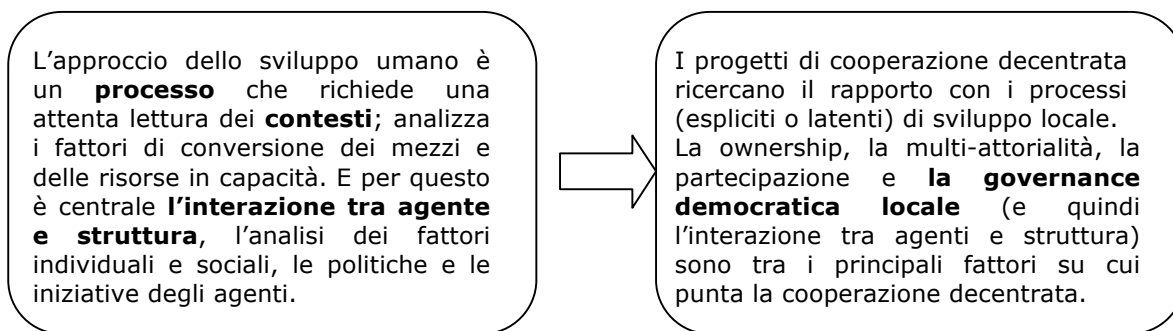 L’approccio dello sviluppo umano è
un processo che richiede una
attenta lettura dei contesti; analizza
i fattori di conversione dei mezzi e
delle risorse in capacità. E per questo
è centrale l’interazione tra agente
e struttura, l’analisi dei fattori
individuali e sociali, le politiche e le
iniziative degli agenti.
I progetti di cooperazione decentrata
ricercano il rapporto con i processi
(espliciti o latenti) di sviluppo locale.
La ownership, la multi-attorialità, la
partecipazione e la governance
democratica locale (e quindi
l’interazione tra agenti e struttura)
sono tra i principali fattori su cui
punta la cooperazione decentrata.